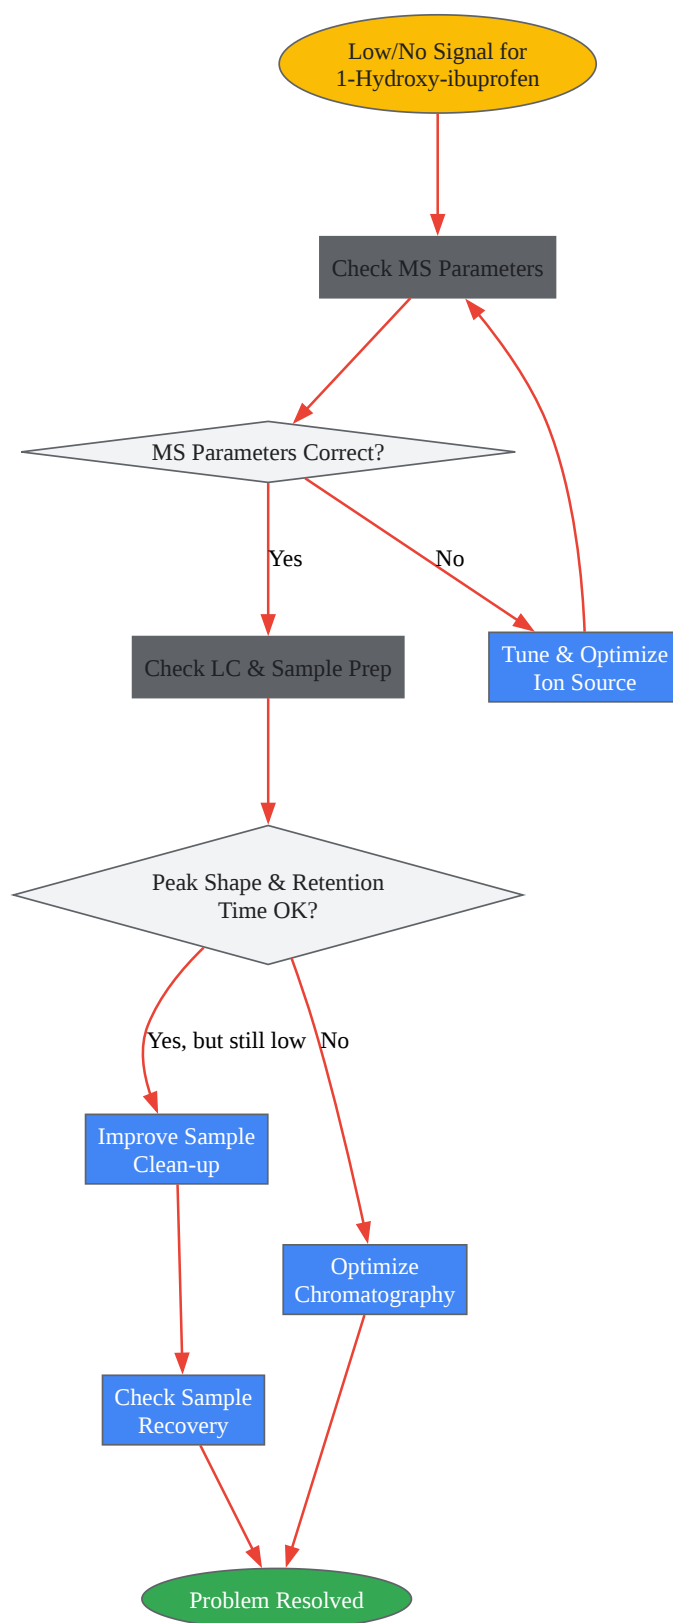 Low/No Signal for
1-Hydroxy-ibuprofen
Check MS Parameters
MS Parameters Correct?
Yes
No
Check LC & Sample Prep
Tune & Optimize
Ion Source
Peak Shape & Retention
Time OK?
Yes, but still low
No
Improve Sample
Clean-up
Optimize
Chromatography
Check Sample
Recovery
Problem Resolved